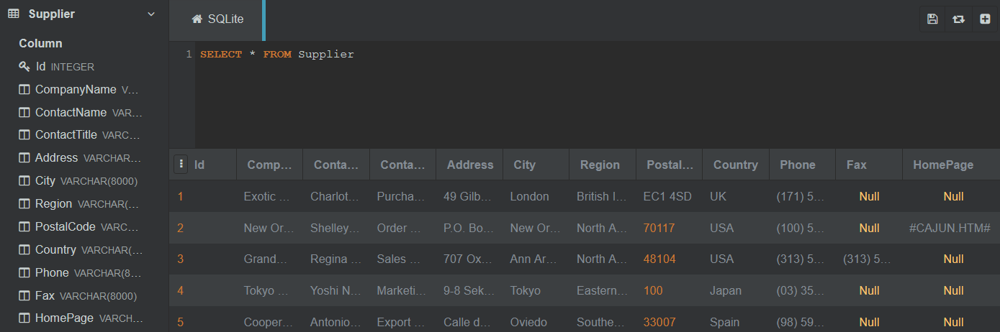 Supplier
Column
Id INTEGER
CompanyName V...
ContactName VAR...
ContactTitle VARC...
Address VARCHAR...
City VARCHAR(8000)
Region VARCHAR(...
PostalCode VARC...
Country VARCHAR(...
Phone VARCHAR(8...
Fax VARCHAR(8000)
HomePage VARCH...
SQLite
1 SELECT * FROM Supplier
Id Comp... Conta... Conta... Address City Region Postal... Country Phone Fax HomePage
1 Exotic ... Charlot... Purcha... 49 Gilb... London British I... EC1 4SD UK (171) 5... Null Null
2 New Or... Shelley... Order ... P.O. Bo... New Or... North A... 70117 USA (100) 5... Null #CAJUN.HTM#
3 Grand... Regina ... Sales ... 707 Ox... Ann Ar... North A... 48104 USA (313) 5... (313) 5... Null
4 Tokyo ... Yoshi N... Marketi... 9-8 Sek... Tokyo Eastern... 100 Japan (03) 35... Null Null
5 Cooper... Antonio... Export ... Calle d... Oviedo Southe... 33007 Spain (98) 59... Null Null